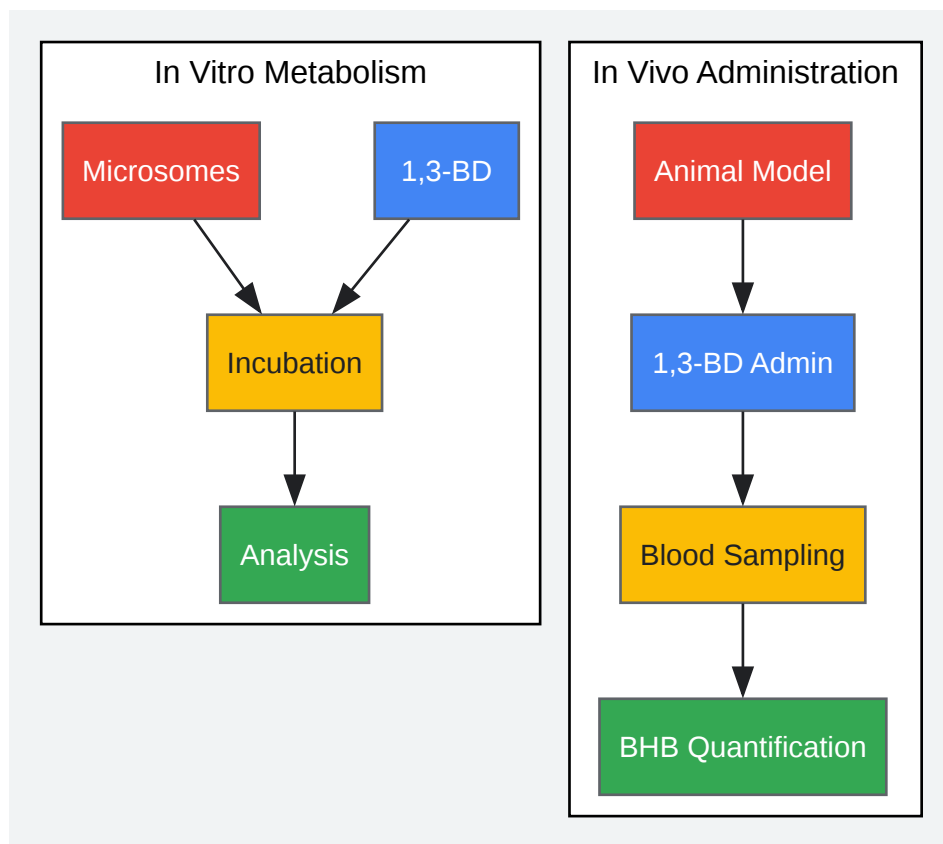 In Vitro Metabolism
Microsomes
1,3-BD
Incubation
Analysis
In Vivo Administration
Animal Model
1,3-BD Admin
Blood Sampling
BHB Quantification